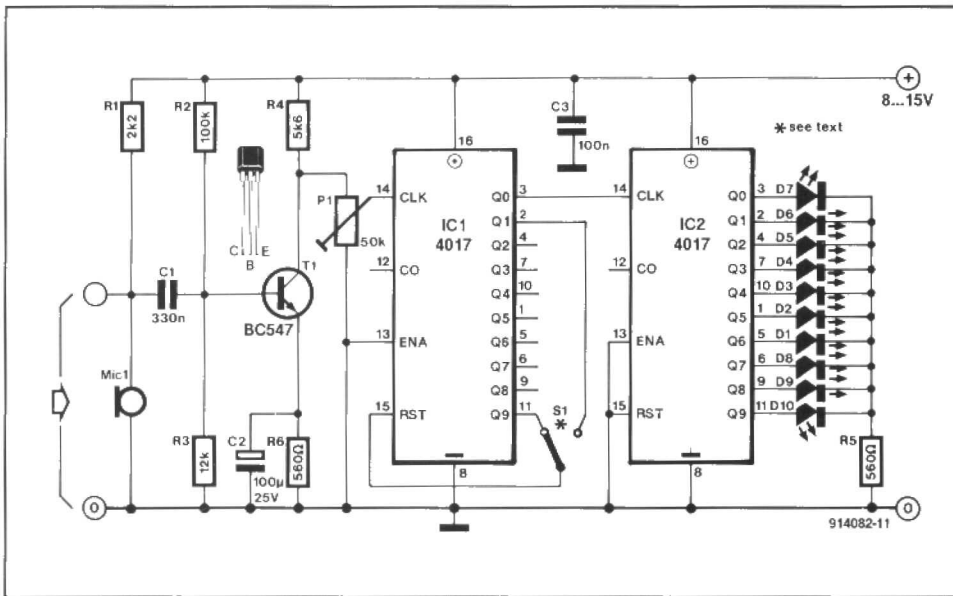 R1
2k2
R2
100k
R4
5k6
C3
100n
8...15V
* see text
C B E
P1
50k
T1
BC547
C1
330n
Mic1
R3
12k
C2
100µ
25V
R6
560Ω
16
14 CLK
IC1
4017
12 CO
13 ENA
15 RST
8
Q0 3
Q1 2
Q2 4
Q3 7
Q4 10
Q5 1
Q6 5
Q7 6
Q8 9
Q9 11
S1
*
16
14 CLK
IC2
4017
12 CO
13 ENA
15 RST
8
Q0 3 D7
Q1 2 D6
Q2 4 D5
Q3 7 D4
Q4 10 D3
Q5 1 D2
Q6 5 D1
Q7 6 D8
Q8 9 D9
Q9 11 D10
R5
560Ω
0
0
914082-11